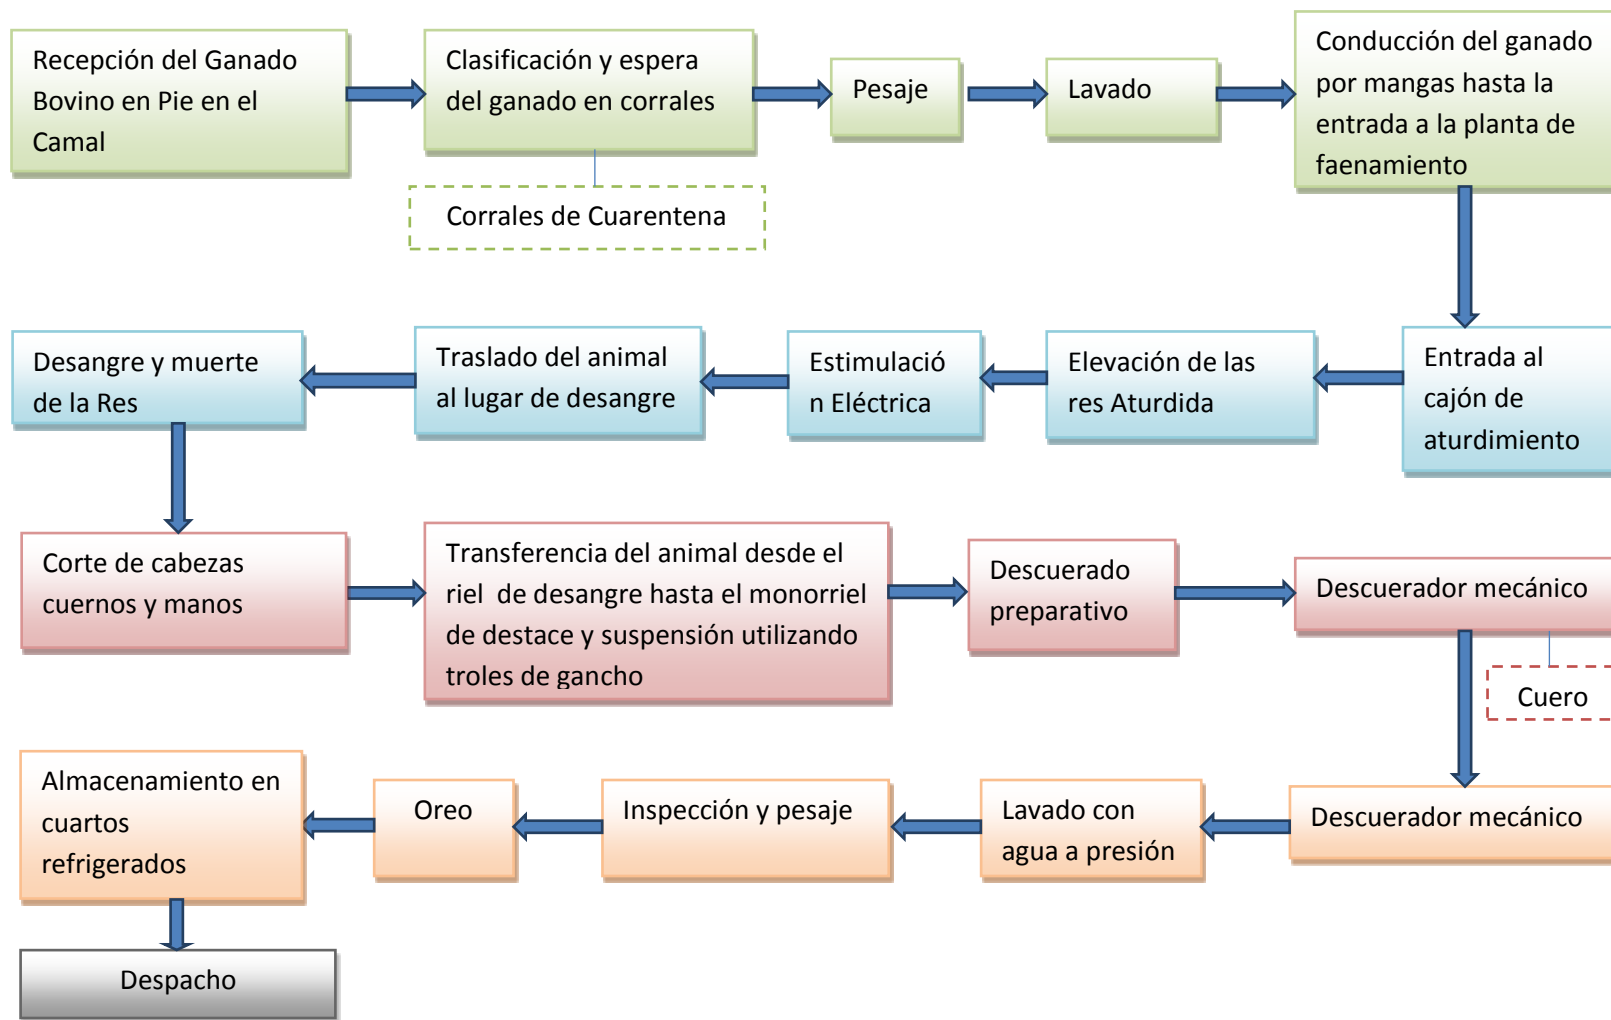 Recepción del Ganado
Bovino en Pie en el
Camal
Clasificación y espera
del ganado en corrales
Pesaje
Lavado
Conducción del ganado
por mangas hasta la
entrada a la planta de
faenamiento
Corrales de Cuarentena
Entrada al
cajón de
aturdimiento
Elevación de las
res Aturdida
Estimulació
n Eléctrica
Traslado del animal
al lugar de desangre
Desangre y muerte
de la Res
Corte de cabezas
cuernos y manos
Transferencia del animal desde el
riel de desangre hasta el monorriel
de destace y suspensión utilizando
troles de gancho
Descuerado
preparativo
Descuerador mecánico
Cuero
Descuerador mecánico
Lavado con
agua a presión
Inspección y pesaje
Oreo
Almacenamiento en
cuartos
refrigerados
Despacho